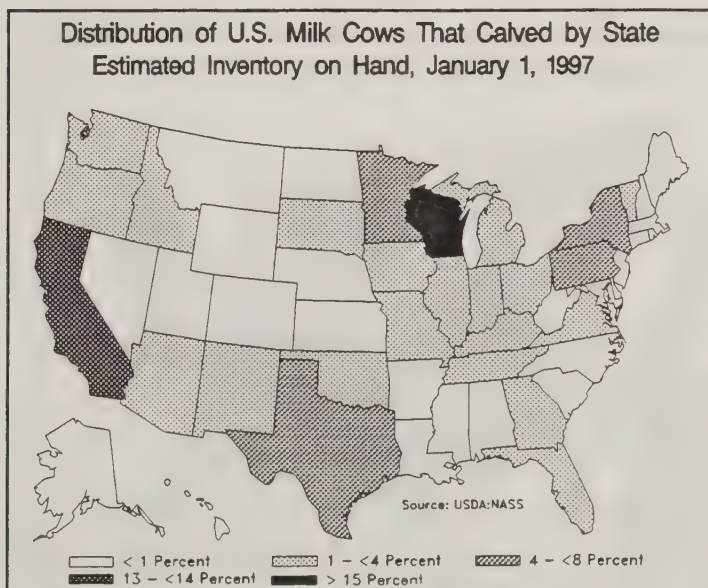 Distribution of U.S. Milk Cows That Calved by State
Estimated Inventory on Hand, January 1, 1997
Source: USDA:NASS
< 1 Percent 1 - <4 Percent 4 - <8 Percent
13 - <14 Percent > 15 Percent